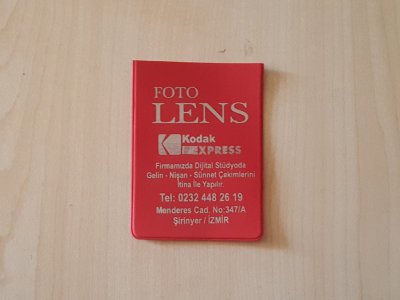 FOTO
LENS
Kodak
EXPRESS
Firmamızda Dijital Stüdyoda
Gelin - Nişan - Sünnet Çekimlerini
İtina İle Yapılır.
Tel: 0232 448 26 19
Menderes Cad. No:347/A
Şirinyer / İZMİR